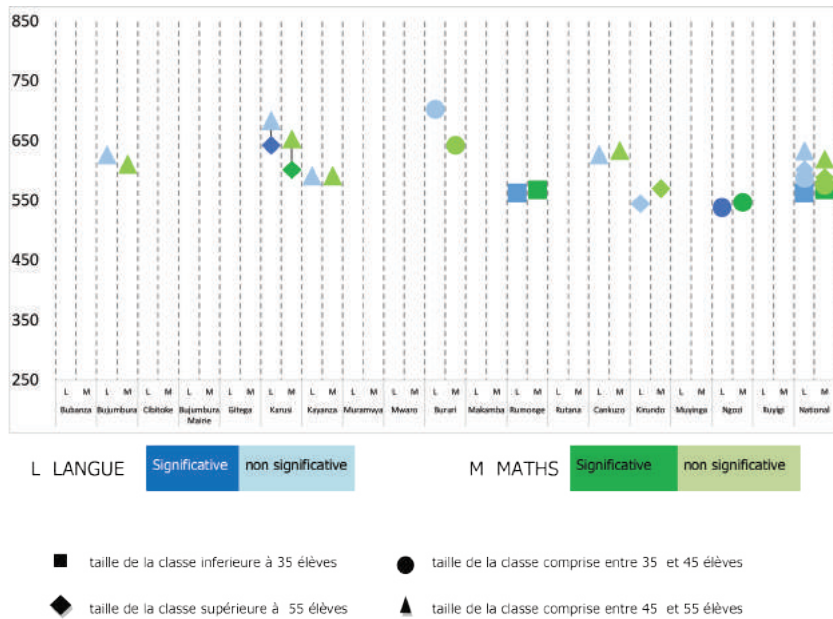 850
750
650
550
450
350
250
L M L M L M L M L M L M L M L M L M L M L M L M L M L M L M L M L M L M L M
Bubanza Bujumbura Cibitoke Bujumbura Mairie Gitega Karusi Kayanza Muramvya Mwaro Bururi Makamba Rumonge Rutana Cankuzo Kirundo Muyinga Ngozi Ruyigi National
L LANGUE Significative non significative M MATHS Significative non significative
taille de la classe inferieure à 35 élèves taille de la classe comprise entre 35 et 45 élèves
taille de la classe supérieure à 55 élèves taille de la classe comprise entre 45 et 55 élèves